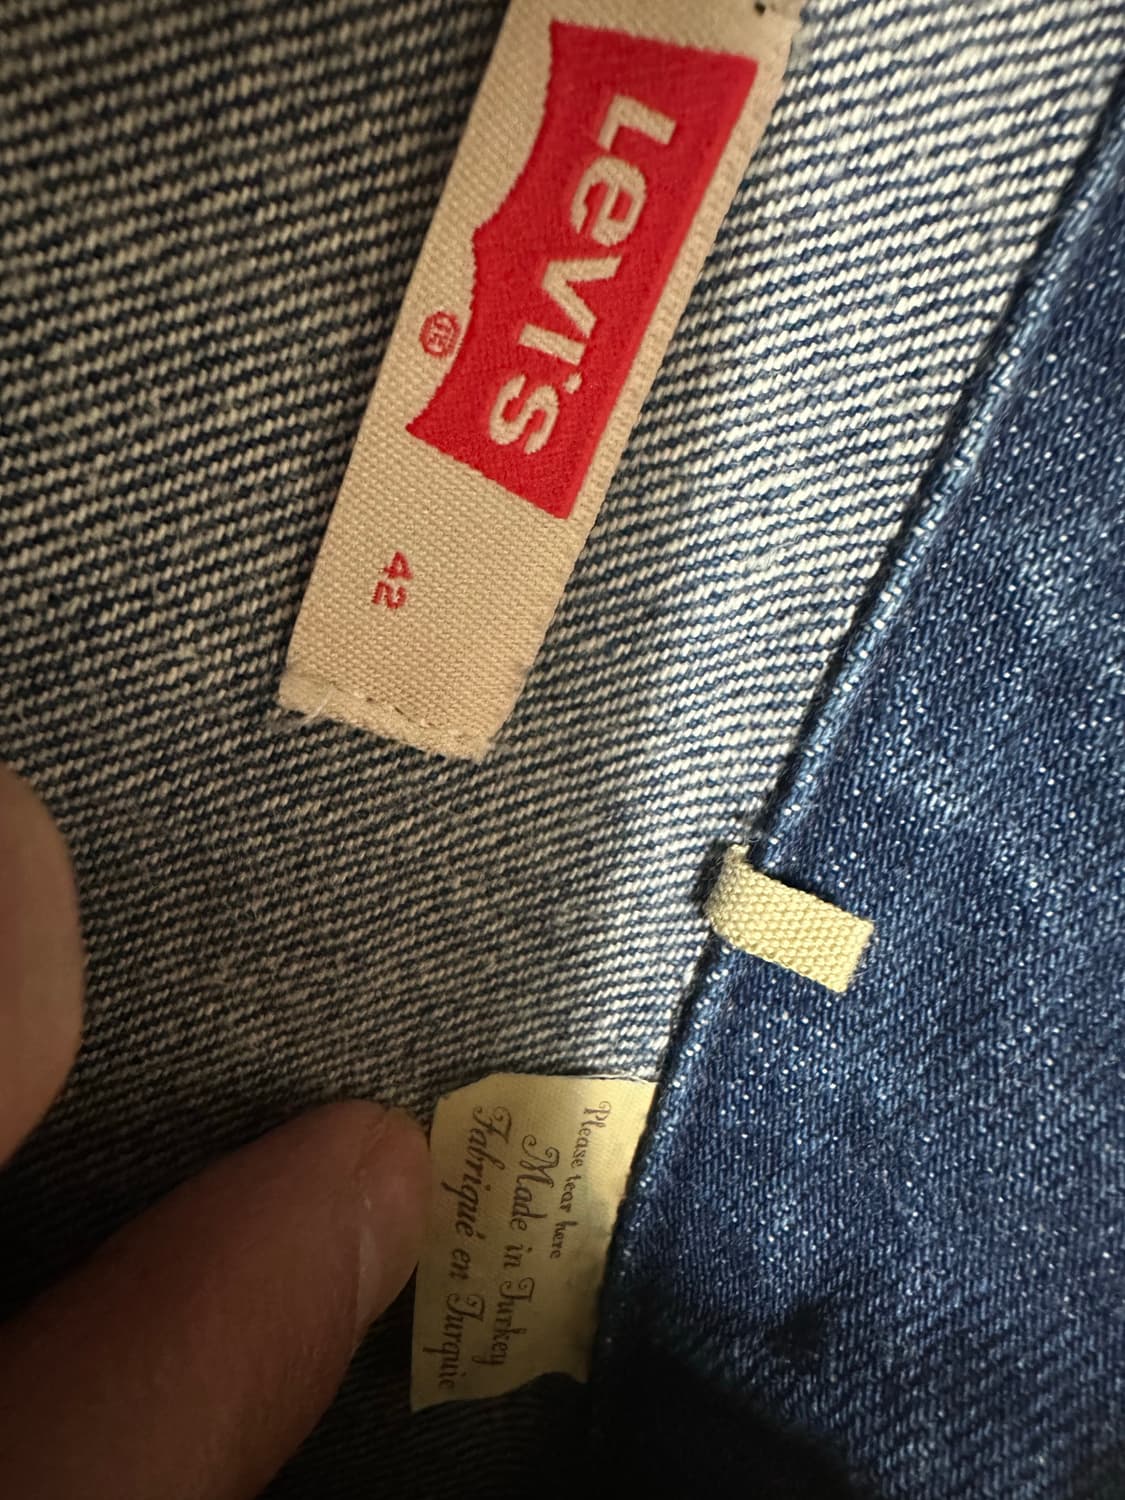 Levi's
®
42
Please tear here
Made in Turkey
Fabriqué en Turquie